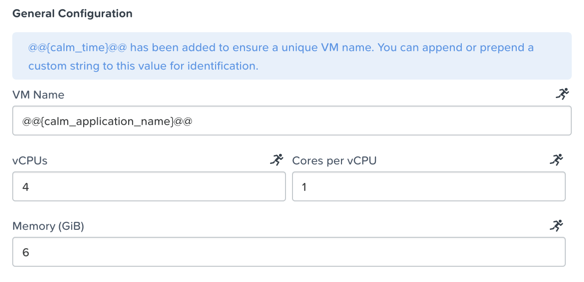 General Configuration
@@{calm_time}@@ has been added to ensure a unique VM name. You can append or prepend a
custom string to this value for identification.
VM Name
@@{calm_application_name}@@
vCPUs
Cores per vCPU
4
1
Memory (GiB)
6